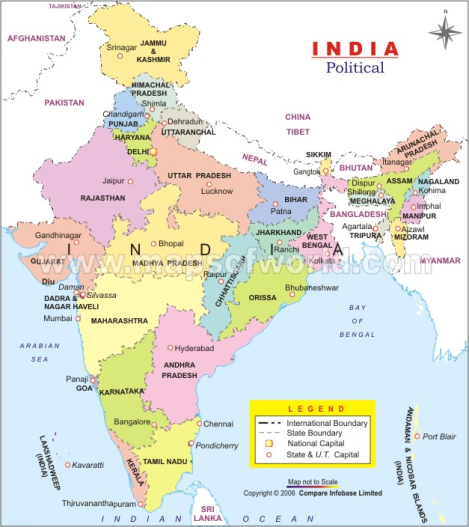 TAJIKISTAN
AFGHANISTAN
JAMMU
&
KASHMIR
Srinagar
INDIA
Political
N
HIMACHAL
PRADESH
Shimla
PAKISTAN
Chandigarh
PUNJAB
Dehradun
UTTARANCHAL
HARYANA
DELHI
CHINA
TIBET
ARUNACHAL
PRADESH
Itanagar
NEPAL
SIKKIM
Gangtok
BHUTAN
Jaipur
RAJASTHAN
UTTAR PRADESH
Lucknow
Dispur
ASSAM
NAGALAND
Shillong
MEGHALAYA
Kohima
BIHAR
Patna
Imphal
MANIPUR
BANGLADESH
Agartala
TRIPURA
Aizawl
MIZORAM
Gandhinagar
Bhopal
JHARKHAND
Ranchi
WEST
BENGAL
Kolkata
I N D I A
GUJARAT
MADHYA PRADESH
www.mapsofworld.com
MYANMAR
Raipur
CHHATTISGARH
Diu
Daman
Silvassa
DADRA &
NAGAR HAVELI
ORISSA
Bhubaneshwar
Mumbai
MAHARASHTRA
BAY
OF
BENGAL
ARABIAN
SEA
Hyderabad
ANDHRA
PRADESH
Panaji
GOA
KARNATAKA
Bangalore
Chennai
Pondicherry
LAKSHADWEEP
(INDIA)
Kavaratti
KERALA
TAMIL NADU
Thiruvananthapuram
SRI
LANKA
INDIAN OCEAN
ANDAMAN & NICOBAR ISLANDS
(INDIA)
Port Blair
LEGEND
International Boundary
State Boundary
National Capital
State & U.T. Capital
Map not to Scale
Copyright © 2006 Compare Infobase Limited